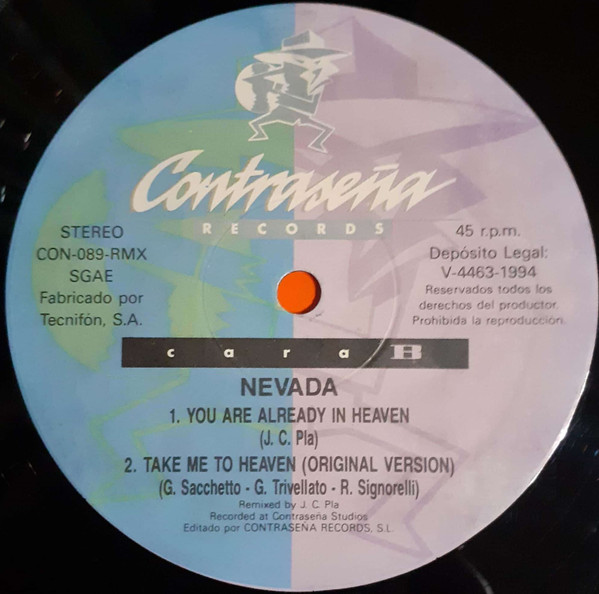 Contraseña
RECORDS
STEREO
CON-089-RMX
SGAE
Fabricado por
Tecnifón, S.A.
45 r.p.m.
Depósito Legal:
V-4463-1994
Reservados todos los
derechos del productor.
Prohibida la reproducción.
cara B
NEVADA
1. YOU ARE ALREADY IN HEAVEN
(J. C. Pla)
2. TAKE ME TO HEAVEN (ORIGINAL VERSION)
(G. Sacchetto - G. Trivellato - R. Signorelli)
Remixed by J. C. Pla
Recorded at Contraseña Studios
Editado por CONTRASEÑA RECORDS, S.L.